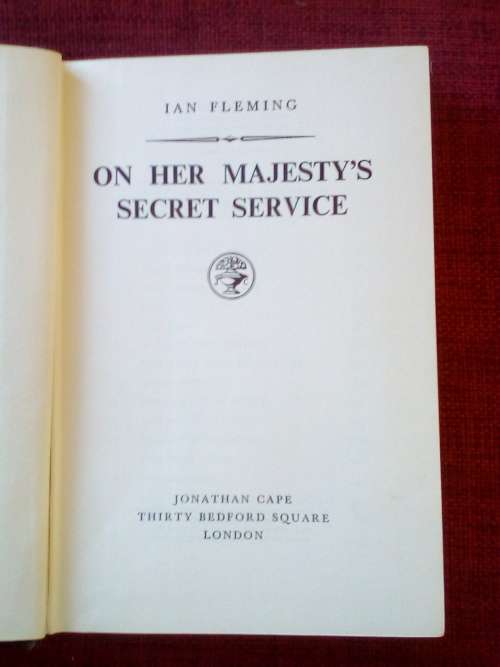 IAN FLEMING
ON HER MAJESTY'S
SECRET SERVICE
J C
JONATHAN CAPE
THIRTY BEDFORD SQUARE
LONDON